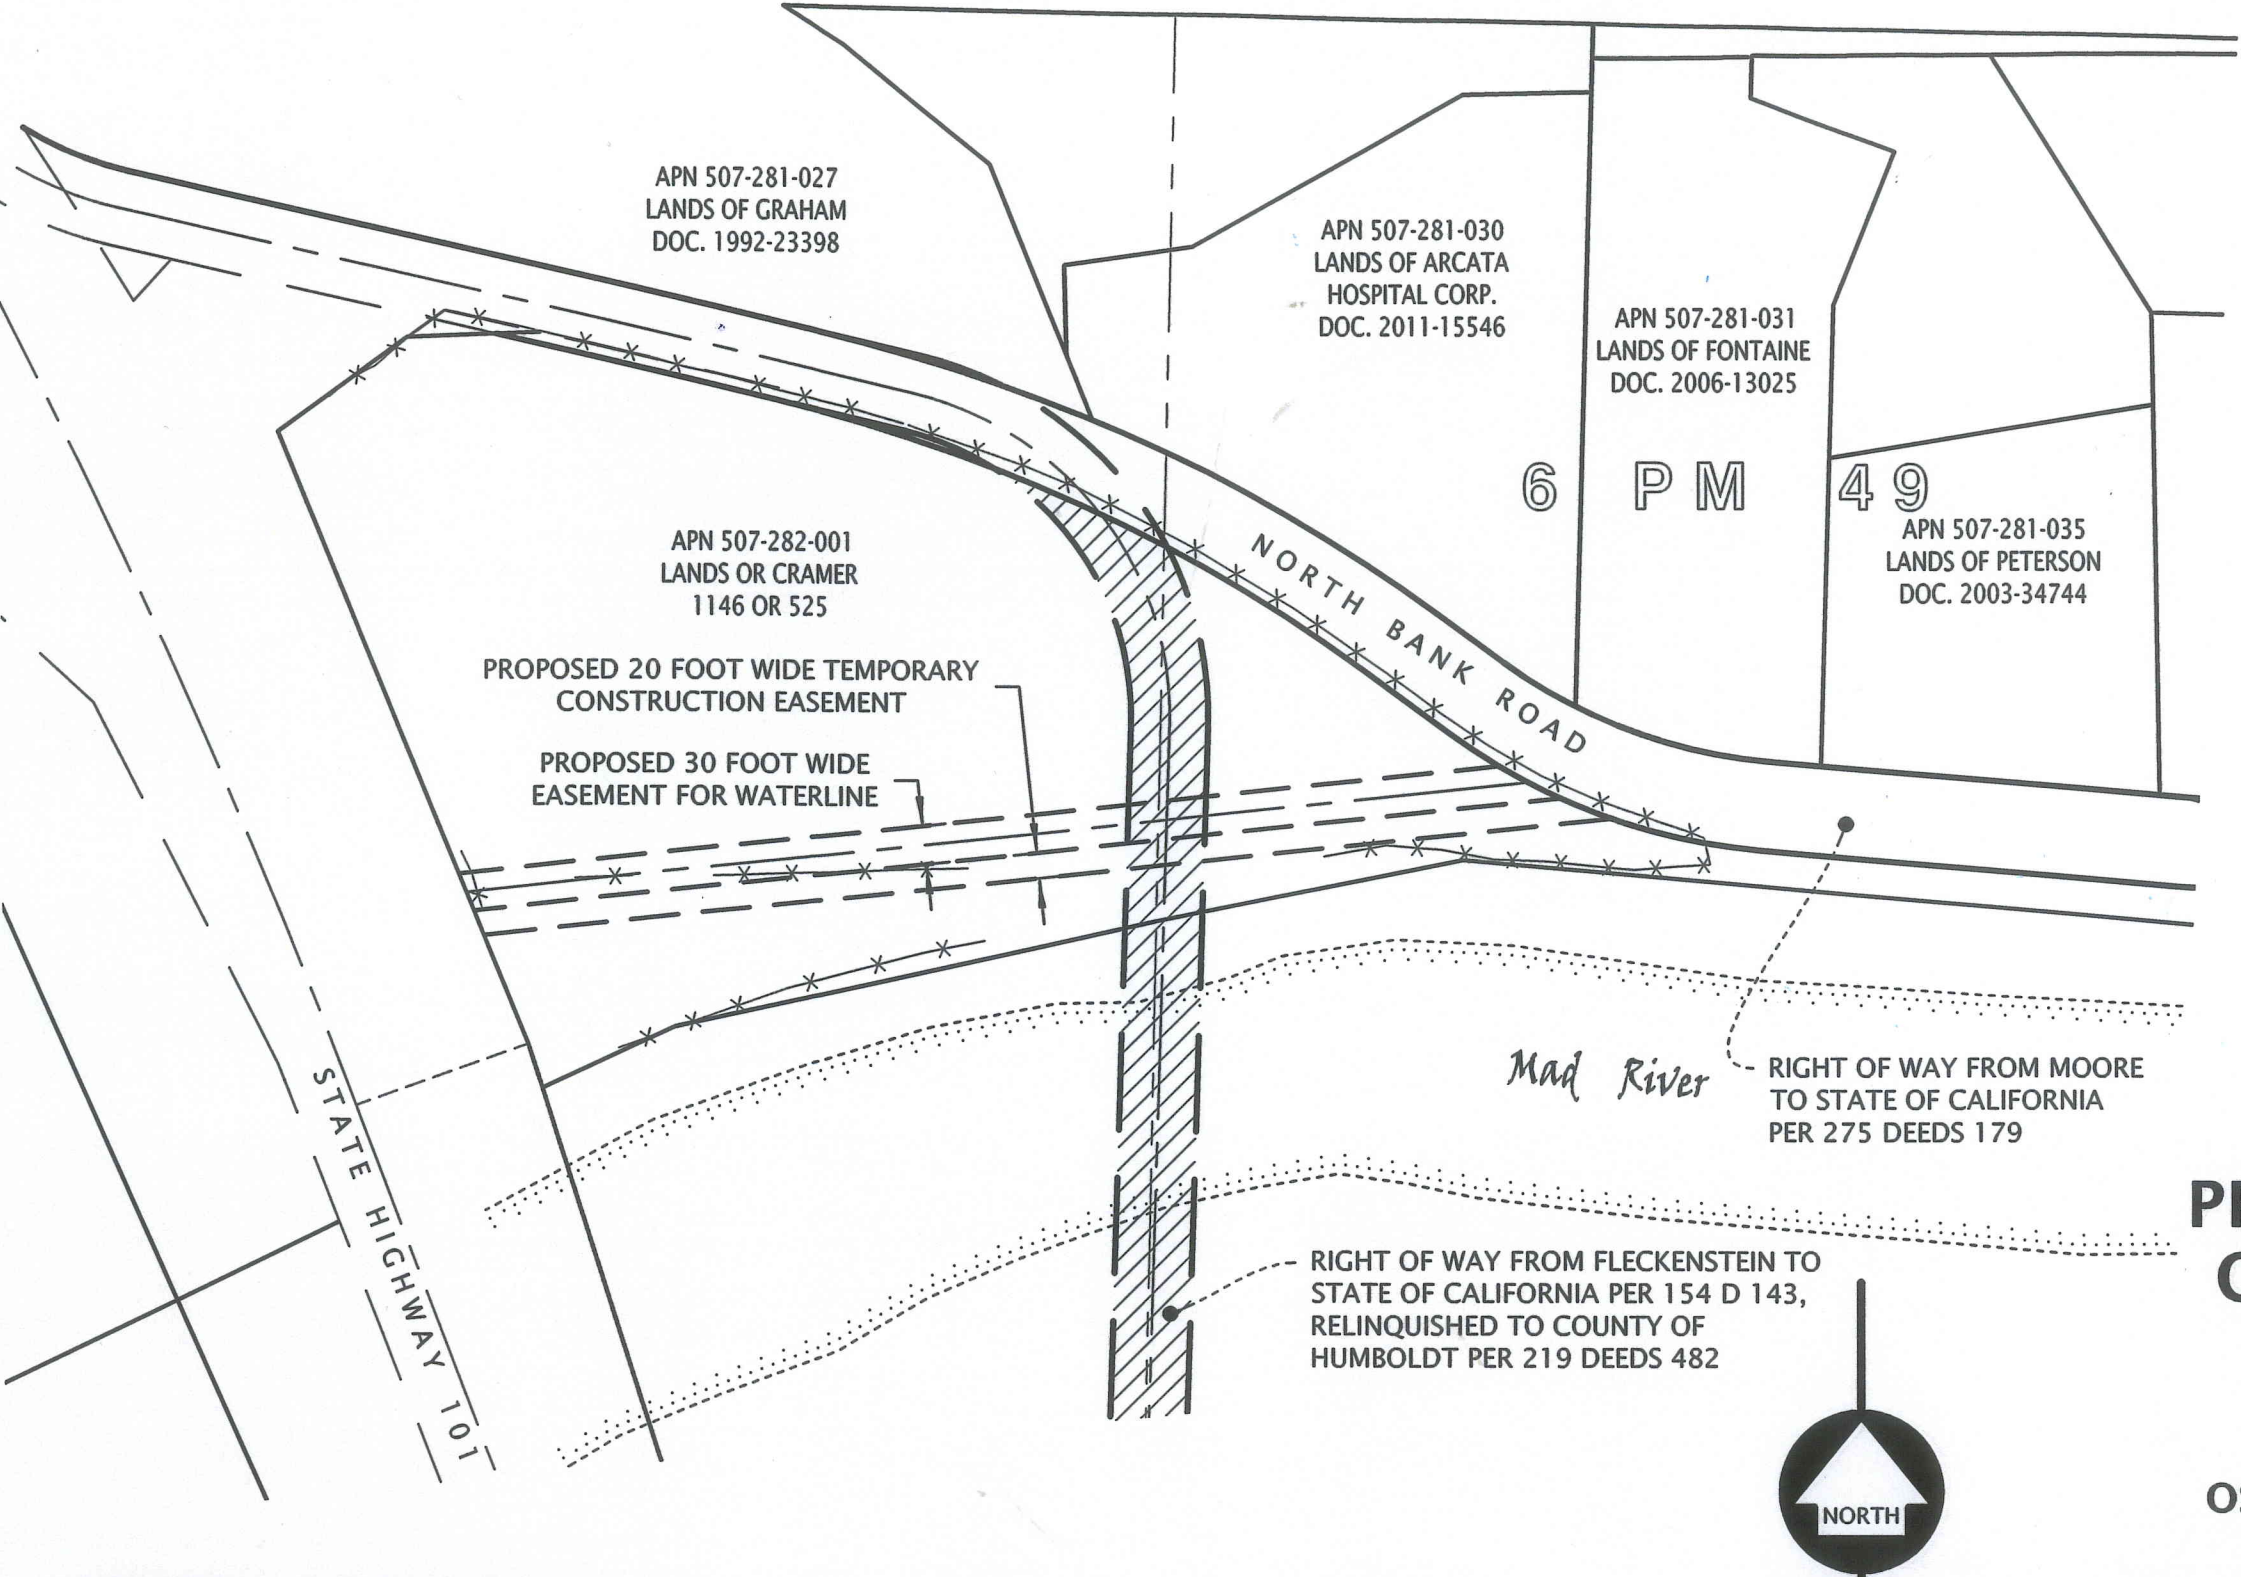 APN 507-281-027
LANDS OF GRAHAM
DOC. 1992-23398
APN 507-281-030
LANDS OF ARCATA
HOSPITAL CORP.
DOC. 2011-15546
APN 507-281-031
LANDS OF FONTAINE
DOC. 2006-13025
6 PM 49
APN 507-281-035
LANDS OF PETERSON
DOC. 2003-34744
APN 507-282-001
LANDS OR CRAMER
1146 OR 525
NORTH BANK ROAD
PROPOSED 20 FOOT WIDE TEMPORARY
CONSTRUCTION EASEMENT
PROPOSED 30 FOOT WIDE
EASEMENT FOR WATERLINE
STATE HIGHWAY 101
Mad River
RIGHT OF WAY FROM MOORE
TO STATE OF CALIFORNIA
PER 275 DEEDS 179
RIGHT OF WAY FROM FLECKENSTEIN TO
STATE OF CALIFORNIA PER 154 D 143,
RELINQUISHED TO COUNTY OF
HUMBOLDT PER 219 DEEDS 482
NORTH